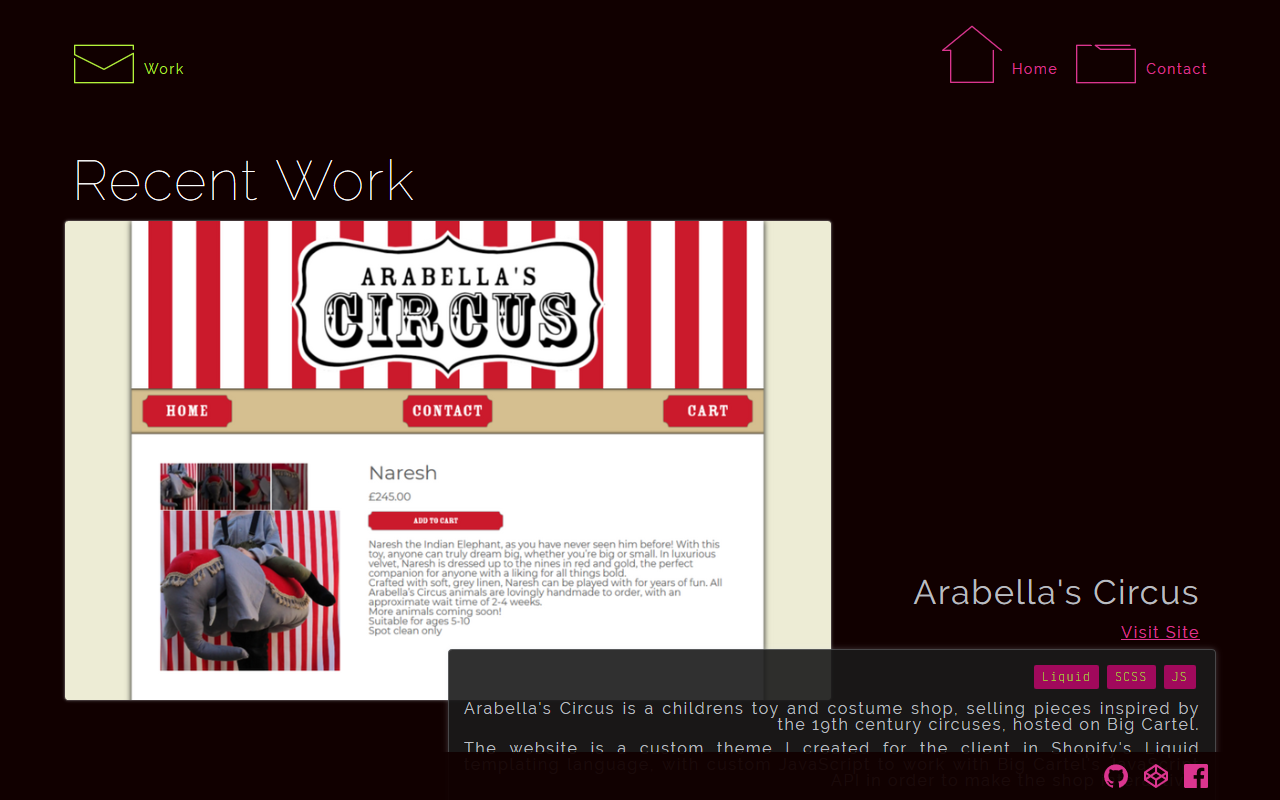 Work
Home
Contact
Recent Work
ARABELLA'S
CIRCUS
HOME
CONTACT
CART
Naresh
£245.00
ADD TO CART
Naresh the Indian Elephant, as you have never seen him before! With this
toy, anyone can truly dream big, whether you're big or small. In luxurious
velvet, Naresh is dressed up to the nines in red and gold, the perfect
companion for anyone with a liking for all things bold.
Crafted with soft, grey linen, Naresh can be played with for years of fun. All
Arabella's Circus animals are lovingly handmade to order, with an
approximate wait time of 2-4 weeks.
More animals coming soon!
Suitable for ages 5-10
Spot clean only
Arabella's Circus
Visit Site
Liquid
SCSS
JS
Arabella's Circus is a childrens toy and costume shop, selling pieces inspired by
the 19th century circuses, hosted on Big Cartel.
The website is a custom theme I created for the client in Shopify's Liquid
templating language, with custom JavaScript to work with Big Cartel's
API in order to make the shop